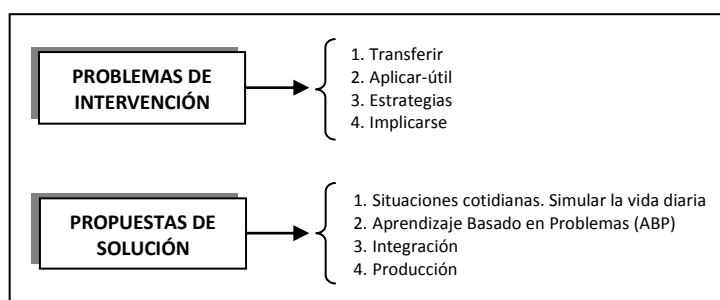 PROBLEMAS DE
INTERVENCIÓN
1. Transferir
2. Aplicar-útil
3. Estrategias
4. Implicarse
PROPUESTAS DE
SOLUCIÓN
1. Situaciones cotidianas. Simular la vida diaria
2. Aprendizaje Basado en Problemas (ABP)
3. Integración
4. Producción